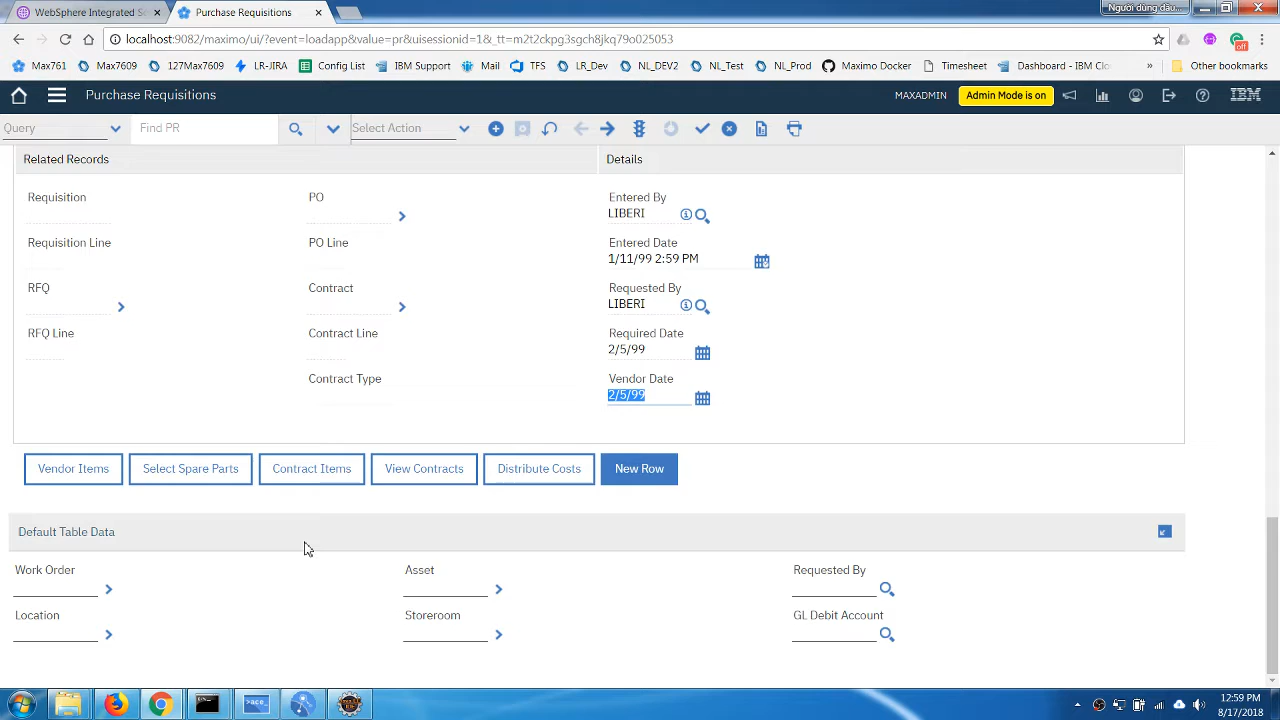 WebSphere Integrated S
Purchase Requisitions
Người dùng đầu...
localhost:9082/maximo/ui/?event=loadapp&value=pr&uisessionid=1&_tt=m2t2ckpg3sgch8jkq79o025053
off
Max761
Max7609
127Max7609
LR-JIRA
Config List
IBM Support
Mail
TFS
LR_Dev
NL_DEV2
NL_Test
NL_Prod
Maximo Docker
Timesheet
Dashboard - IBM Clo
»
Other bookmarks
Purchase Requisitions
MAXADMIN
Admin Mode is on
IBM
Query
Find PR
Select Action
Related Records
Details
Requisition
PO
Entered By
LIBERI
Requisition Line
PO Line
Entered Date
1/11/99 2:59 PM
RFQ
Contract
Requested By
LIBERI
RFQ Line
Contract Line
Required Date
2/5/99
Contract Type
Vendor Date
2/5/99
Vendor Items
Select Spare Parts
Contract Items
View Contracts
Distribute Costs
New Row
Default Table Data
Work Order
Asset
Requested By
Location
Storeroom
GL Debit Account
>ace_
12:59 PM
8/17/2018